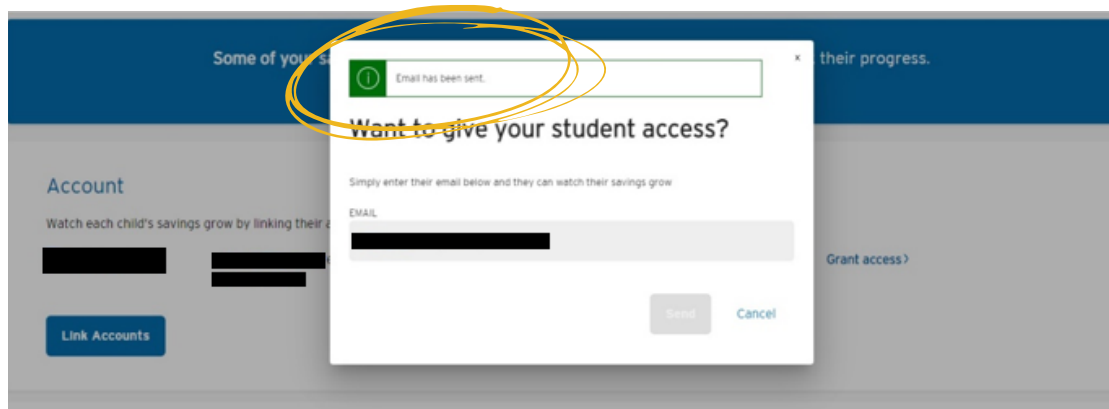 Some of your s
their progress.
x
Email has been sent.
Want to give your student access?
Account
Simply enter their email below and they can watch their savings grow
Watch each child's savings grow by linking their a
EMAIL
Grant access>
Send
Cancel
Link Accounts